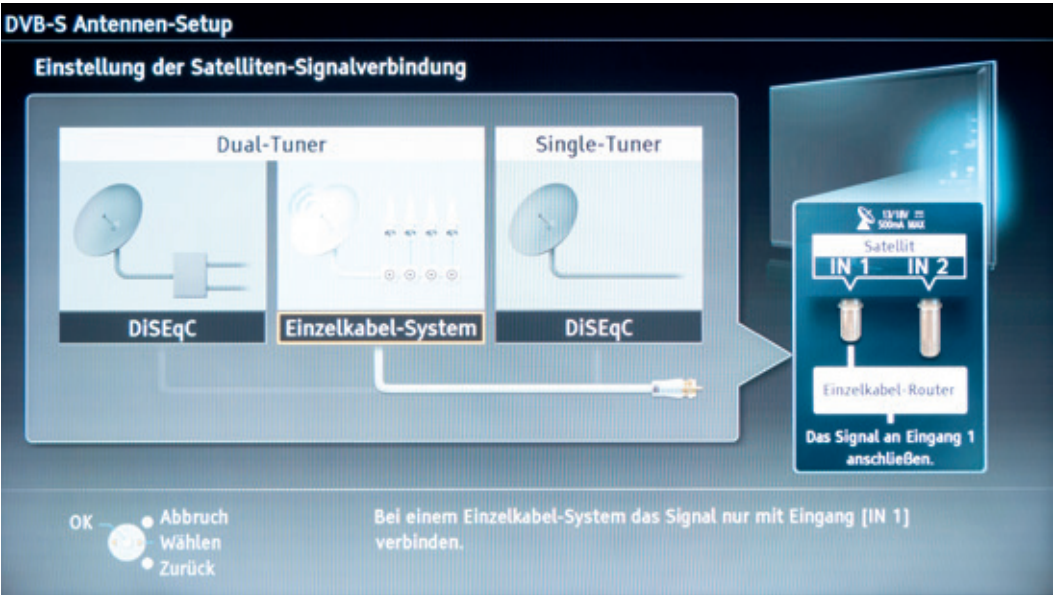 DVB-S Antennen-Setup
Einstellung der Satelliten-Signalverbindung
Dual-Tuner
Single-Tuner
DiSEqC
Einzelkabel-System
DiSEqC
13/18V
500mA MAX
Satellit
IN 1 IN 2
Einzelkabel-Router
Das Signal an Eingang 1
anschließen.
OK
Abbruch
Wählen
Zurück
Bei einem Einzelkabel-System das Signal nur mit Eingang [IN 1]
verbinden.